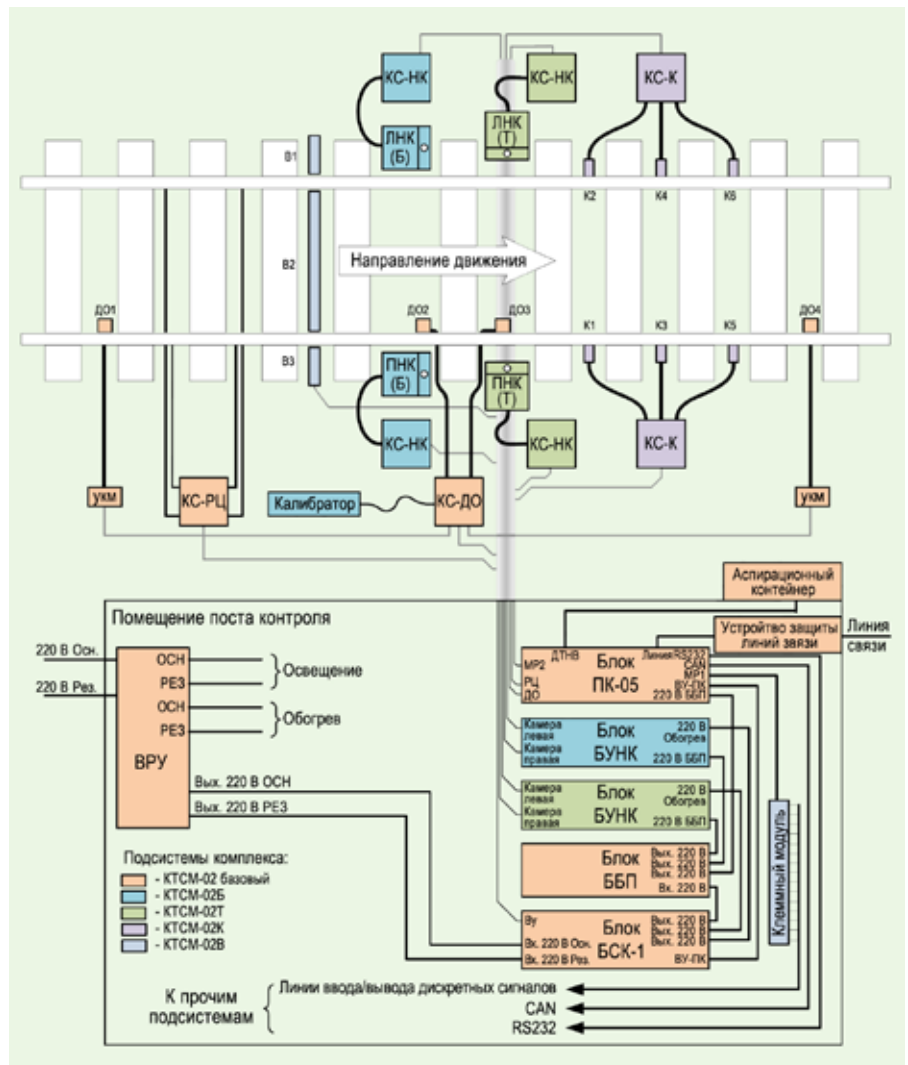 КС-НК
КС-НК
КС-К
ЛНК
(Б)
ЛНК
(Т)
В1
К2
К4
К6
В2
Направление движения
ДО1
ДО2
ДО3
К1
К3
К5
ДО4
В3
ПНК
(Б)
ПНК
(Т)
КС-НК
КС-НК
КС-К
УКМ
КС-РЦ
Калибратор
КС-ДО
УКМ
Аспирационный
контейнер
Помещение поста контроля
Устройтво защиты
линий звязи
Линия
связи
220 В Осн.
220 В Рез.
ОСН
РЕЗ
Освещение
ОСН
РЕЗ
Обогрев
ВРУ
Вых. 220 В ОСН
Вых. 220 В РЕЗ
МР2
РЦ
ДО
ДТНВ
Блок
ПК-05
Линия
RS232
CAN
МР1
ВУ-ПК
220 В ББП
Камера
левая
Камера
правая
Блок
БУНК
220 В
Обогрев
220 В ББП
Камера
левая
Камера
правая
Блок
БУНК
220 В
Обогрев
220 В ББП
Блок
ББП
Вых. 220 В
Вых. 220 В
Вых. 220 В
Вх. 220 В
Ву
Вх. 220 В Осн.
Вх. 220 В Рез.
Блок
БСК-1
Вых. 220 В
Вых. 220 В
Вых. 220 В
ВУ-ПК
Клеммный модуль
Подсистемы комплекса:
- КТСМ-02 базовый
- КТСМ-02Б
- КТСМ-02Т
- КТСМ-02К
- КТСМ-02В
К прочим
подсистемам
Линии ввода/вывода дискретных сигналов
CAN
RS232